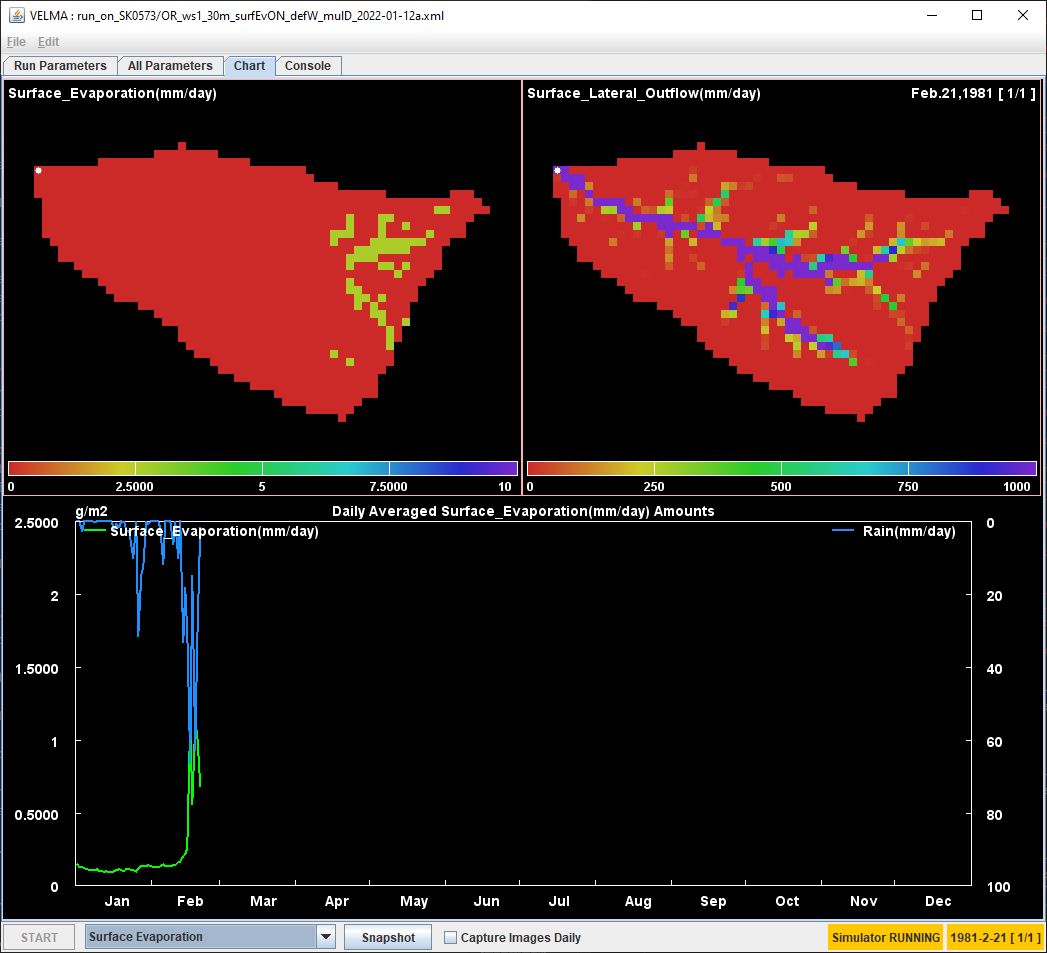 VELMA : run_on_SK0573/OR_ws1_30m_surfEvON_defW_muID_2022-01-12a.xml
File Edit
Run Parameters All Parameters Chart Console
Surface_Evaporation(mm/day)
Surface_Lateral_Outflow(mm/day) Feb.21,1981 [ 1/1 ]
0 2.5000 5 7.5000 10
0 250 500 750 1000
g/m2 Daily Averaged Surface_Evaporation(mm/day) Amounts
2.5000 0
Surface_Evaporation(mm/day) Rain(mm/day)
2 20
1.5000 40
1 60
0.5000 80
0 100
Jan Feb Mar Apr May Jun Jul Aug Sep Oct Nov Dec
START Surface Evaporation Snapshot Capture Images Daily Simulator RUNNING 1981-2-21 [ 1/1 ]